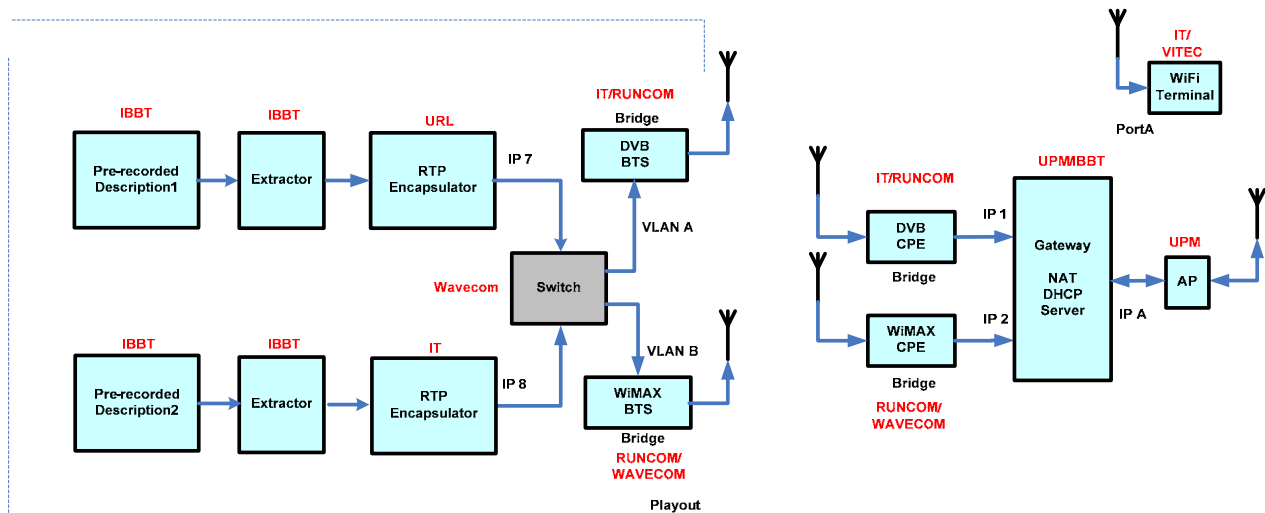 IBBT
Pre-recorded
Description1
IBBT
Extractor
URL
RTP
Encapsulator
IP 7
IT/RUNCOM
Bridge
DVB
BTS
VLAN A
Wavecom
Switch
VLAN B
IBBT
Pre-recorded
Description2
IBBT
Extractor
IT
RTP
Encapsulator
IP 8
WiMAX
BTS
Bridge
RUNCOM/
WAVECOM
Playout
IT/
VITEC
WiFi
Terminal
PortA
IT/RUNCOM
DVB
CPE
Bridge
IP 1
WiMAX
CPE
Bridge
RUNCOM/
WAVECOM
IP 2
UPM/IBBT
Gateway
NAT
DHCP
Server
IP A
UPM
AP